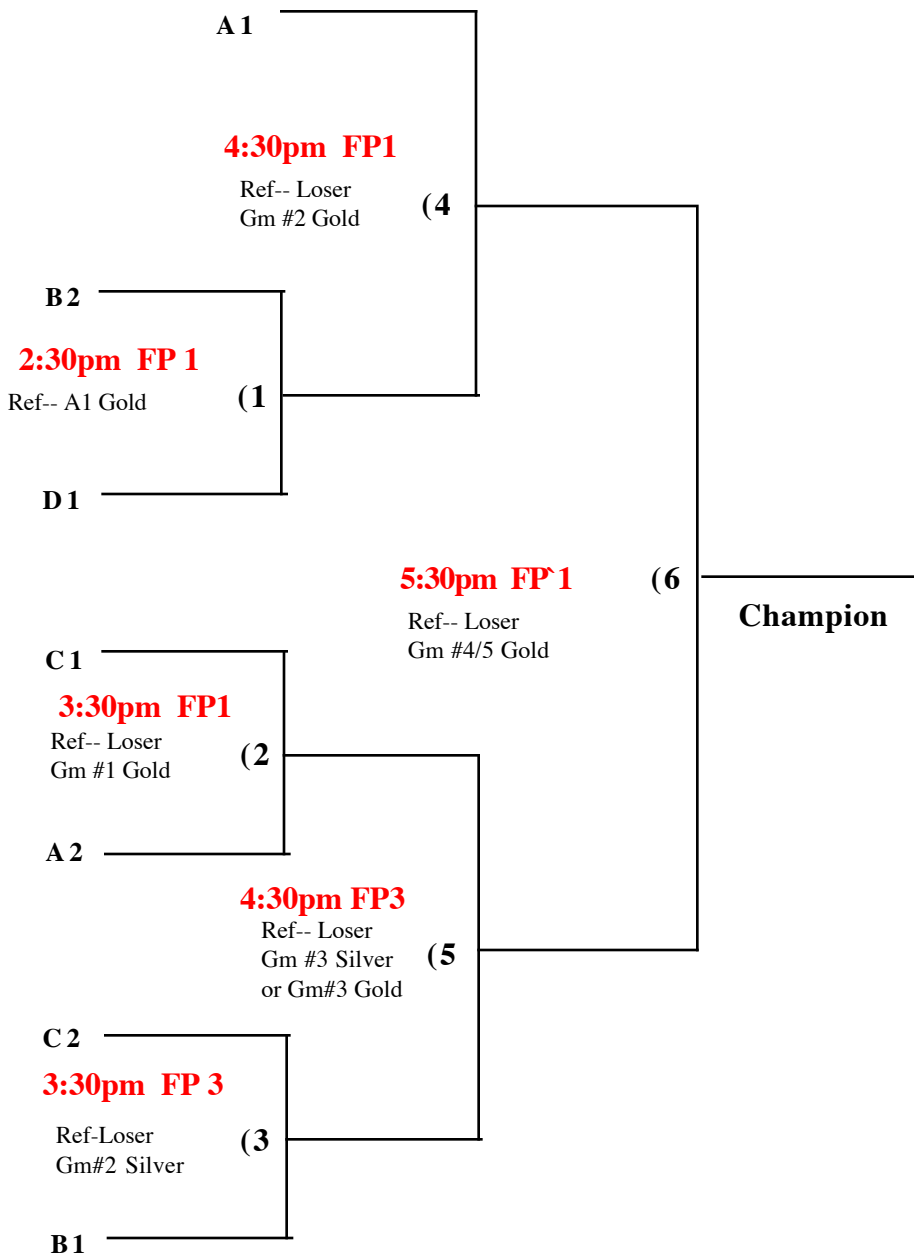 A 1
4:30pm  FP1
Ref-- Loser
Gm #2 Gold
(4
B 2
2:30pm  FP 1
Ref-- A1 Gold
(1
D 1
5:30pm  FP`1
Ref-- Loser
Gm #4/5 Gold
(6
Champion
C 1
3:30pm  FP1
Ref-- Loser
Gm #1 Gold
(2
A 2
4:30pm FP3
Ref-- Loser
Gm #3 Silver
or Gm#3 Gold
(5
C 2
3:30pm  FP 3
Ref-Loser
Gm#2 Silver
(3
B 1